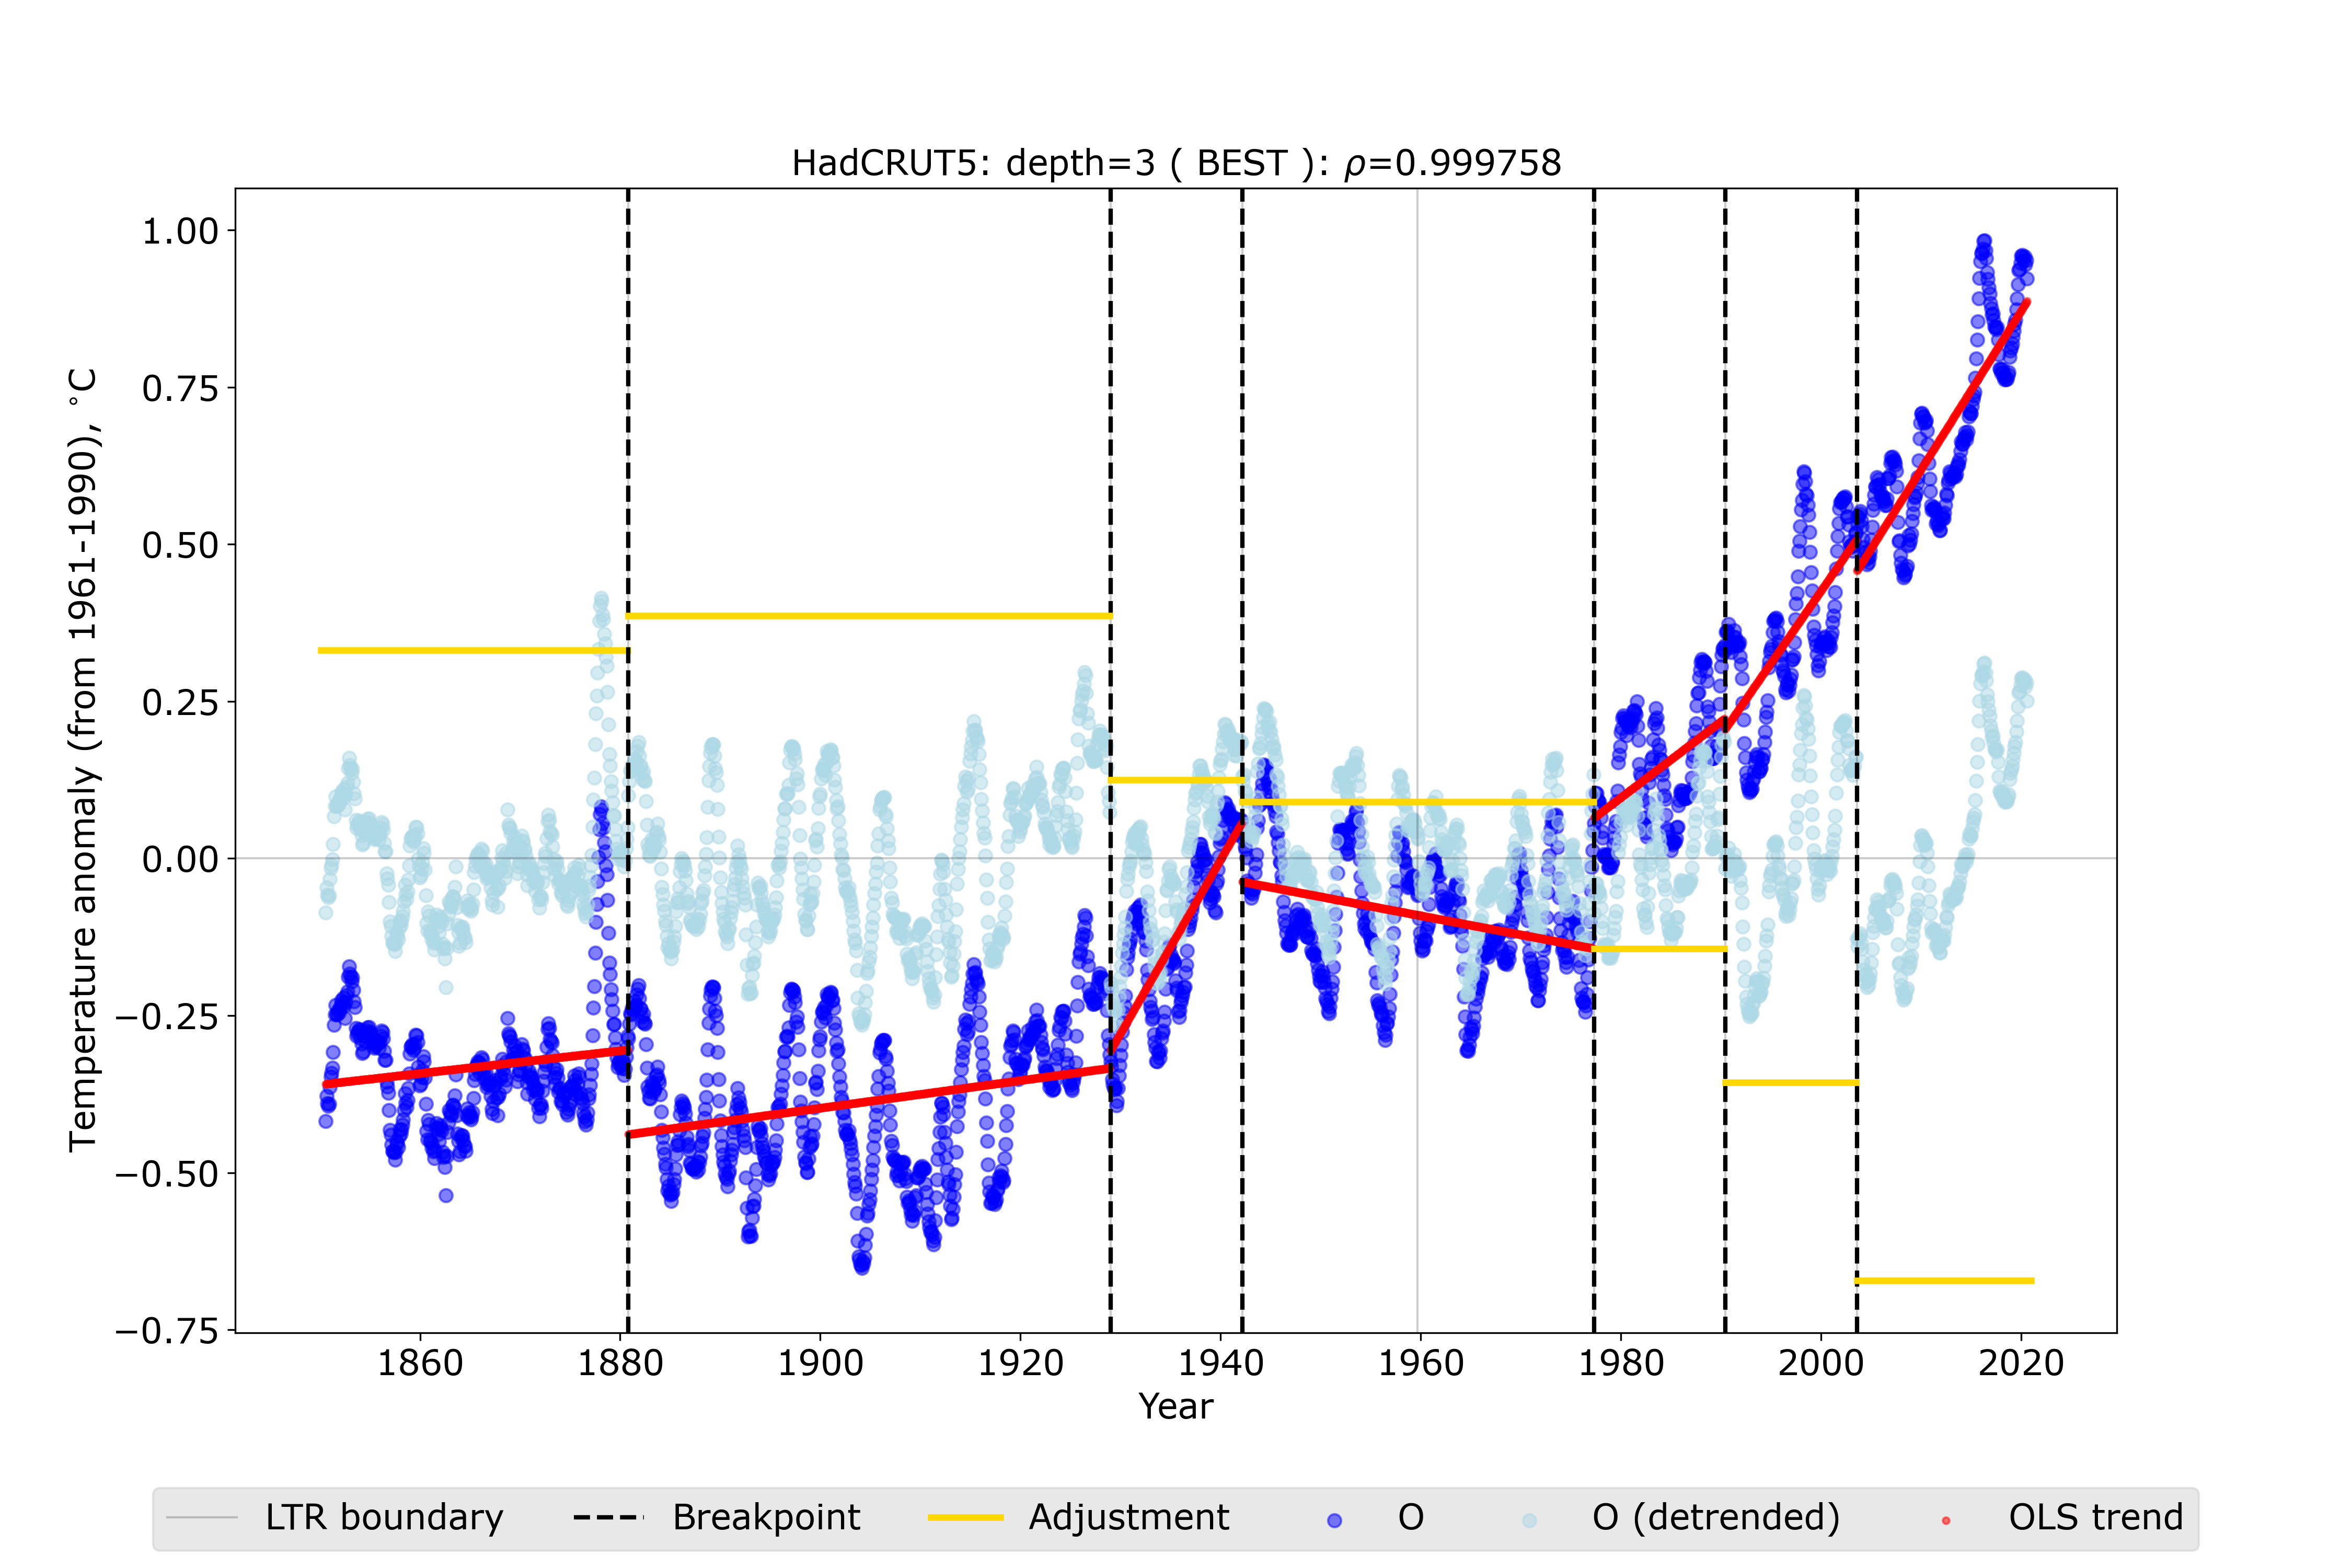 HadCRUT5: depth=3 ( BEST ): ρ=0.999758
Temperature anomaly (from 1961-1990), °C
1.00
0.75
0.50
0.25
0.00
−0.25
−0.50
−0.75
1860 1880 1900 1920 1940 1960 1980 2000 2020
Year
LTR boundary Breakpoint Adjustment O O (detrended) OLS trend